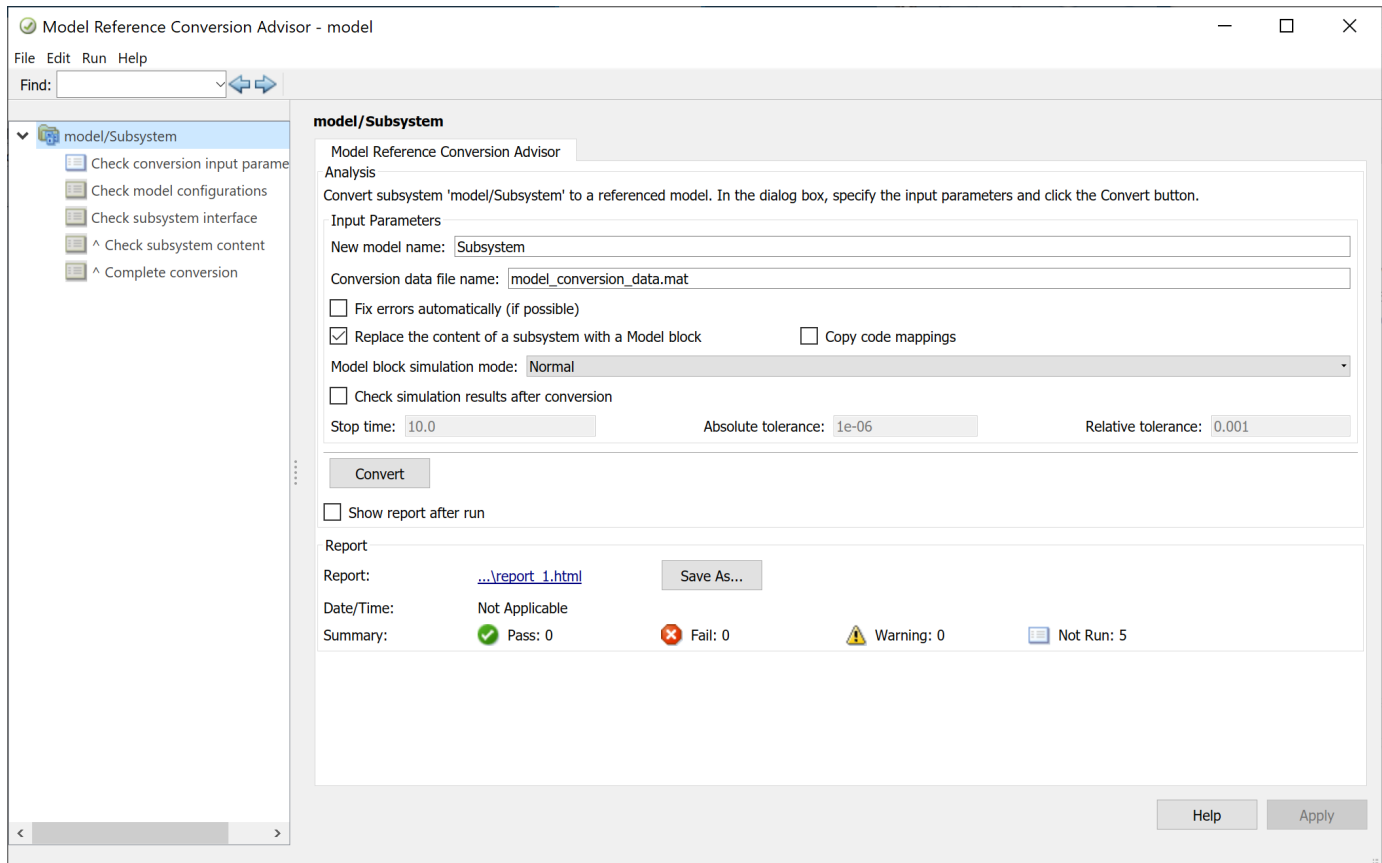 Model Reference Conversion Advisor - model
File Edit Run Help
Find:
model/Subsystem
Check conversion input parame
Check model configurations
Check subsystem interface
^ Check subsystem content
^ Complete conversion
model/Subsystem
Model Reference Conversion Advisor
Analysis
Convert subsystem 'model/Subsystem' to a referenced model. In the dialog box, specify the input parameters and click the Convert button.
Input Parameters
New model name: Subsystem
Conversion data file name: model_conversion_data.mat
Fix errors automatically (if possible)
Replace the content of a subsystem with a Model block Copy code mappings
Model block simulation mode: Normal
Check simulation results after conversion
Stop time: 10.0 Absolute tolerance: 1e-06 Relative tolerance: 0.001
Convert
Show report after run
Report
Report: ...\report_1.html Save As...
Date/Time: Not Applicable
Summary: Pass: 0 Fail: 0 Warning: 0 Not Run: 5
Help Apply